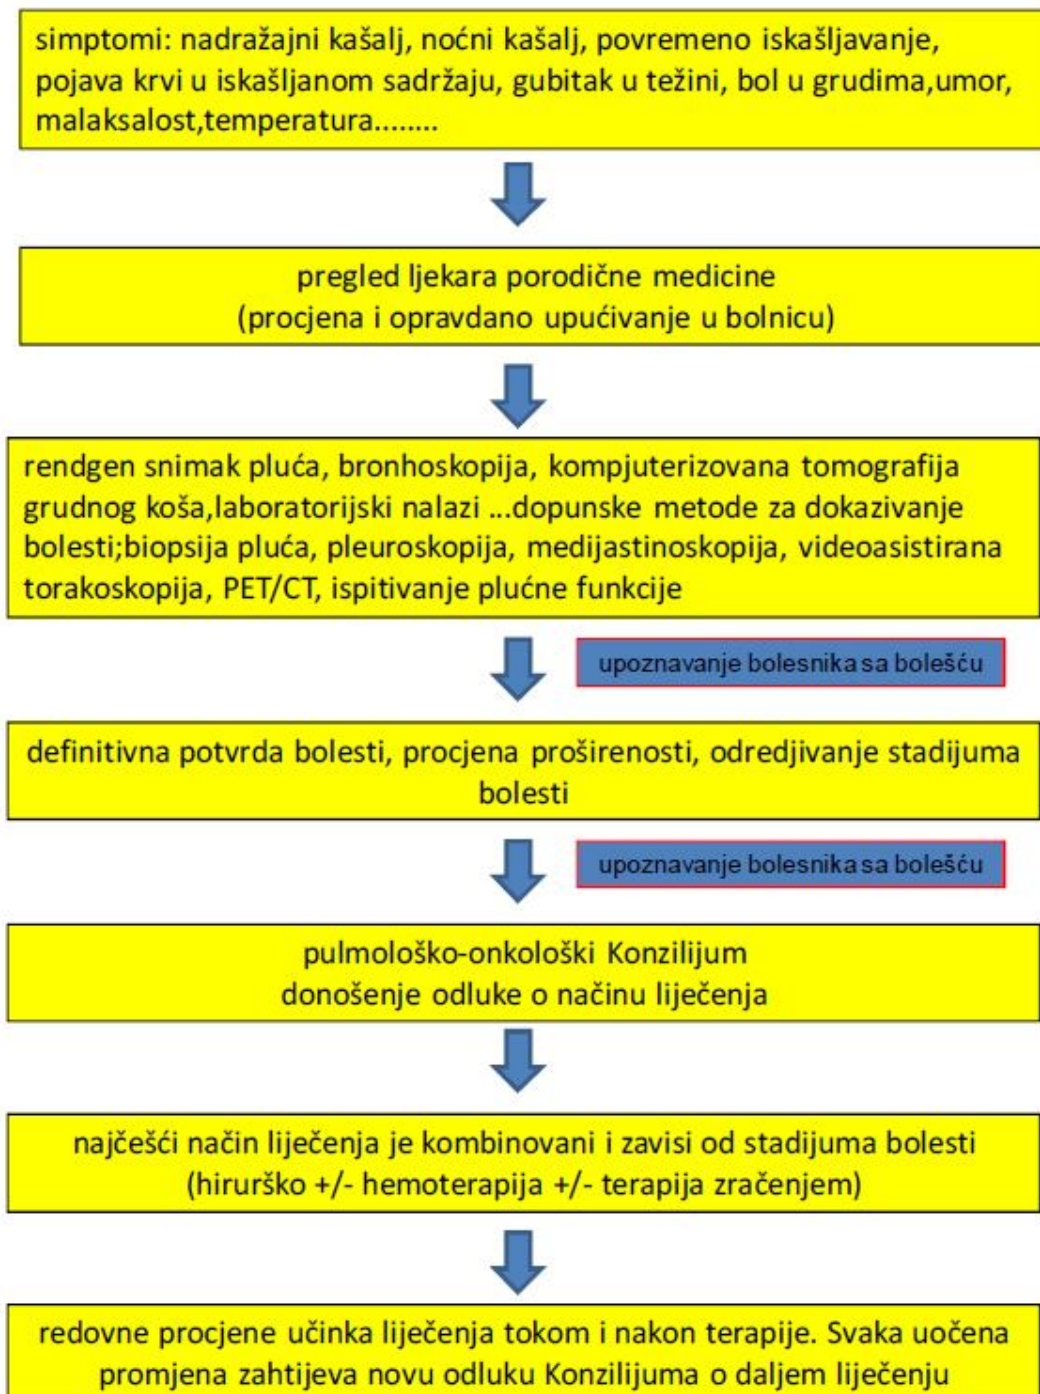 simptomi: nadražajni kašalj, noćni kašalj, povremeno iskašljavanje,
pojava krvi u iskašljanom sadržaju, gubitak u težini, bol u grudima,umor,
malaksalost,temperatura........
pregled ljekara porodične medicine
(procjena i opravdano upućivanje u bolnicu)
rendgen snimak pluća, bronhoskopija, kompjuterizovana tomografija
grudnog koša,laboratorijski nalazi ...dopunske metode za dokazivanje
bolesti;biopsija pluća, pleuroskopija, medijastinoskopija, videoasistirana
torakoskopija, PET/CT, ispitivanje plućne funkcije
upoznavanje bolesnika sa bolešću
definitivna potvrda bolesti, procjena proširenosti, odredjivanje stadijuma
bolesti
upoznavanje bolesnika sa bolešću
pulmološko-onkološki Konzilijum
donošenje odluke o načinu liječenja
najčešći način liječenja je kombinovani i zavisi od stadijuma bolesti
(hirurško +/- hemoterapija +/- terapija zračenjem)
redovne procjene učinka liječenja tokom i nakon terapije. Svaka uočena
promjena zahtijeva novu odluku Konzilijuma o daljem liječenju